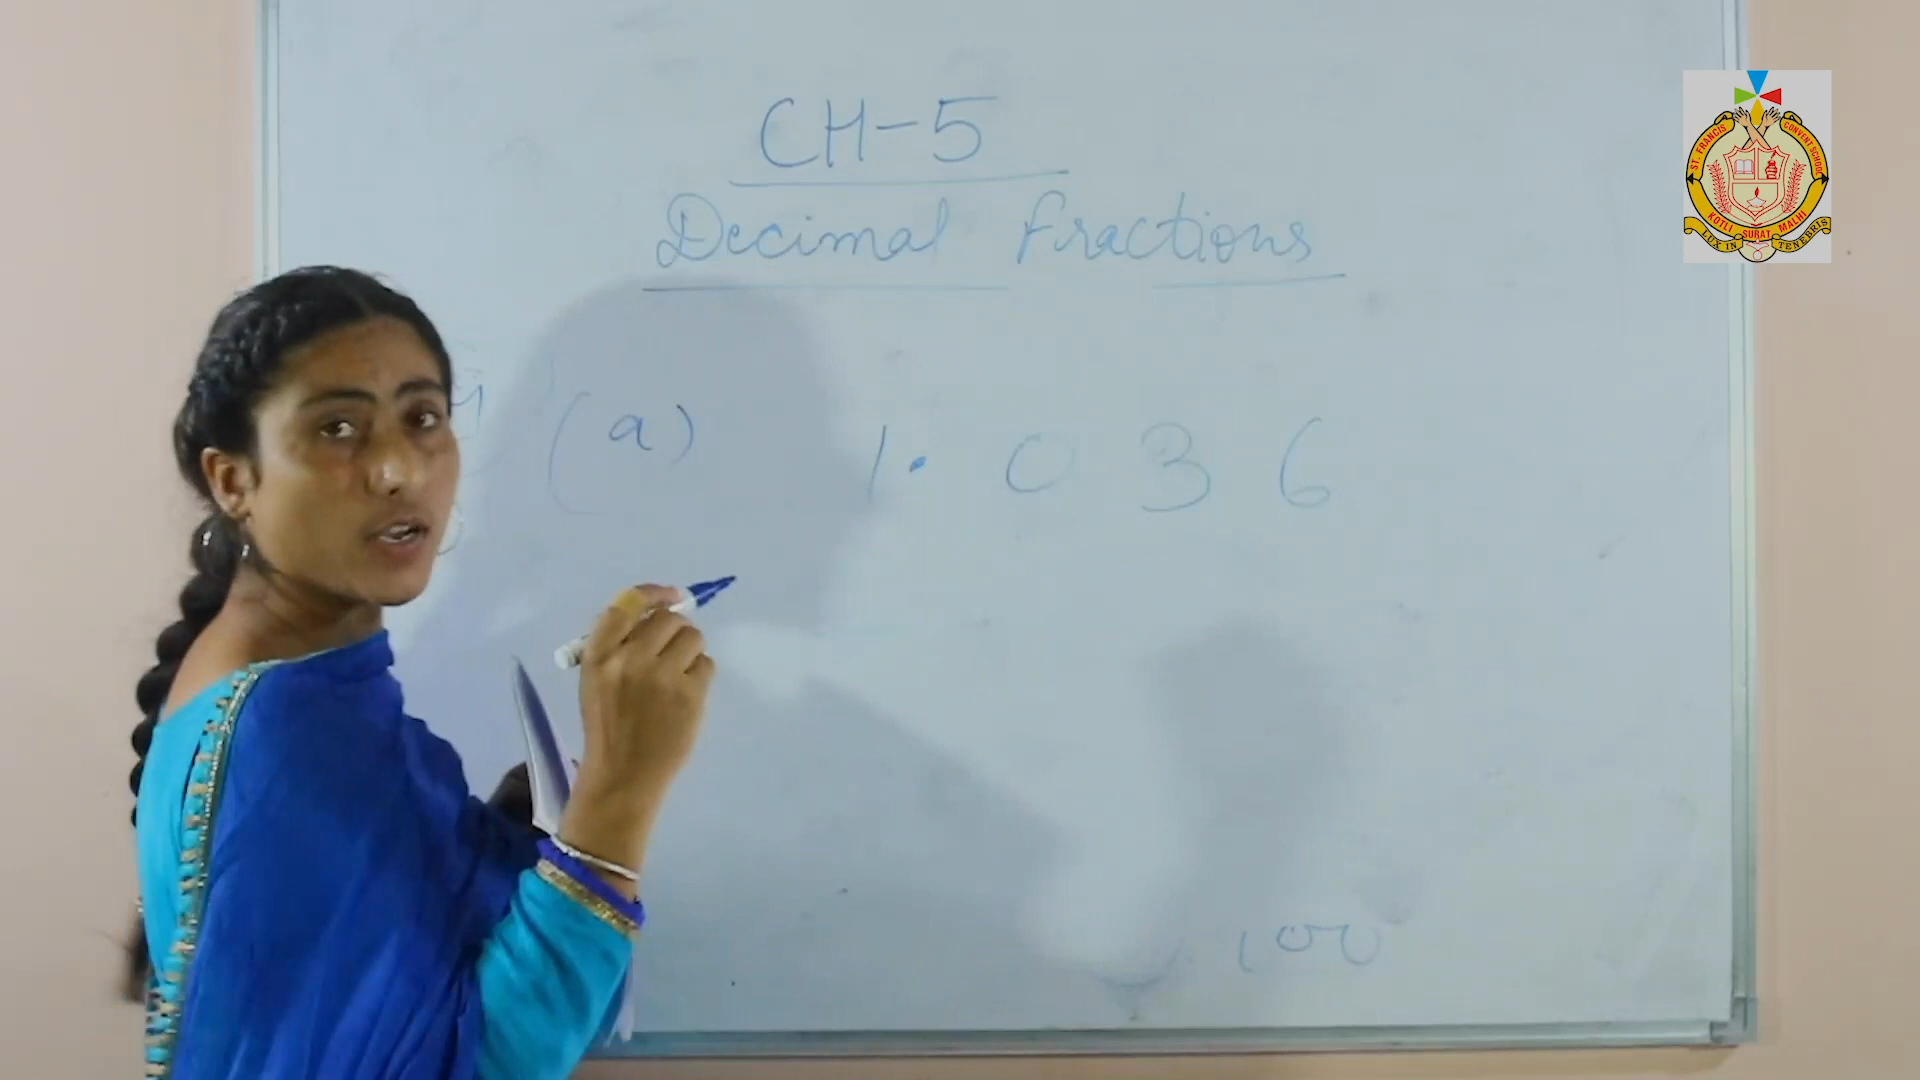 CH-5
Decimal Fractions
(a) 1.036
100
ST. FRANCIS CONVENT SCHOOL
KOTLI SURAT MALHI
LUX IN TENEBRIS